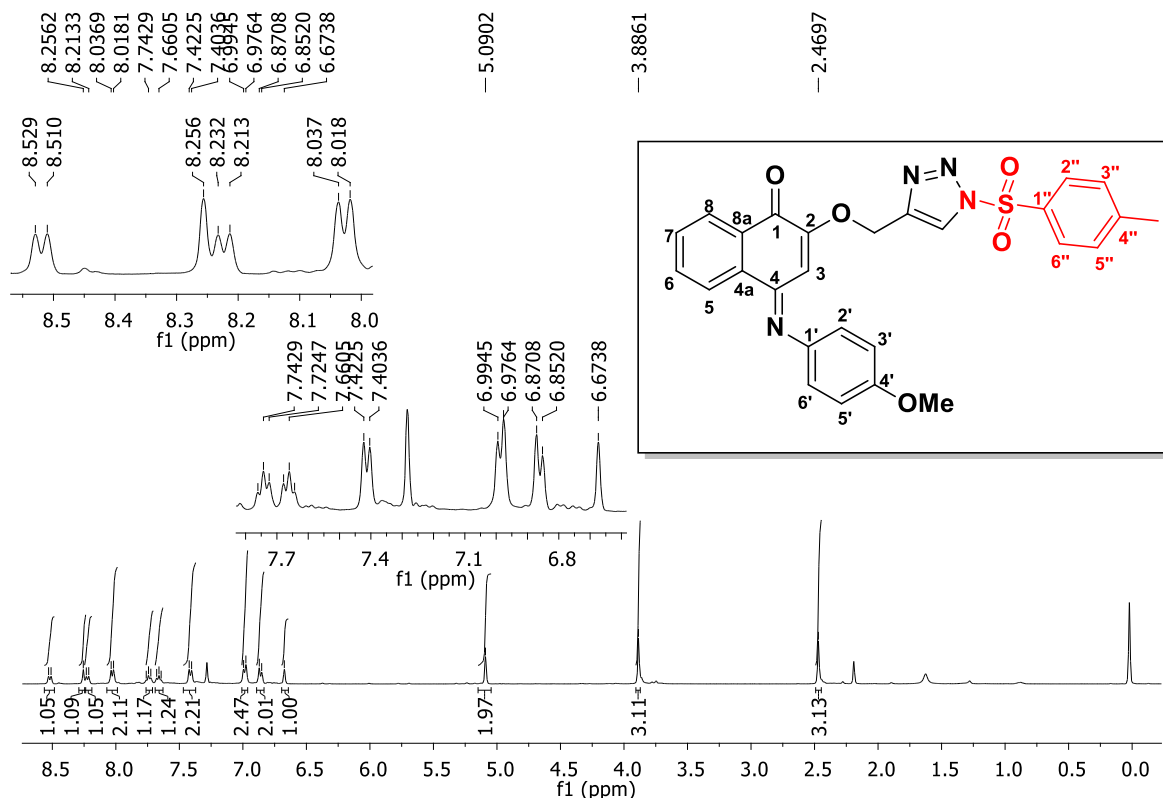 8.2562
8.2133
8.0369
8.0181
7.7429
7.6605
7.4225
7.4036
6.9945
6.9764
6.8708
6.8520
6.6738
5.0902
3.8861
2.4697
8.529
8.510
8.256
8.232
8.213
8.037
8.018
8.5 8.4 8.3 8.2 8.1 8.0
f1 (ppm)
O
N N
N S
O
O
O
N
OMe
1 2 3 4 4a 5 6 7 8 8a
1' 2' 3' 4' 5' 6'
1'' 2'' 3'' 4'' 5'' 6''
7.7429
7.7247
7.6605
7.4225
7.4036
6.9945
6.9764
6.8708
6.8520
6.6738
7.7 7.4 7.1 6.8
f1 (ppm)
1.05
1.09
1.05
2.11
1.17
1.24
2.21
2.47
2.01
1.00
1.97
3.11
3.13
8.5 8.0 7.5 7.0 6.5 6.0 5.5 5.0 4.5 4.0 3.5 3.0 2.5 2.0 1.5 1.0 0.5 0.0
f1 (ppm)